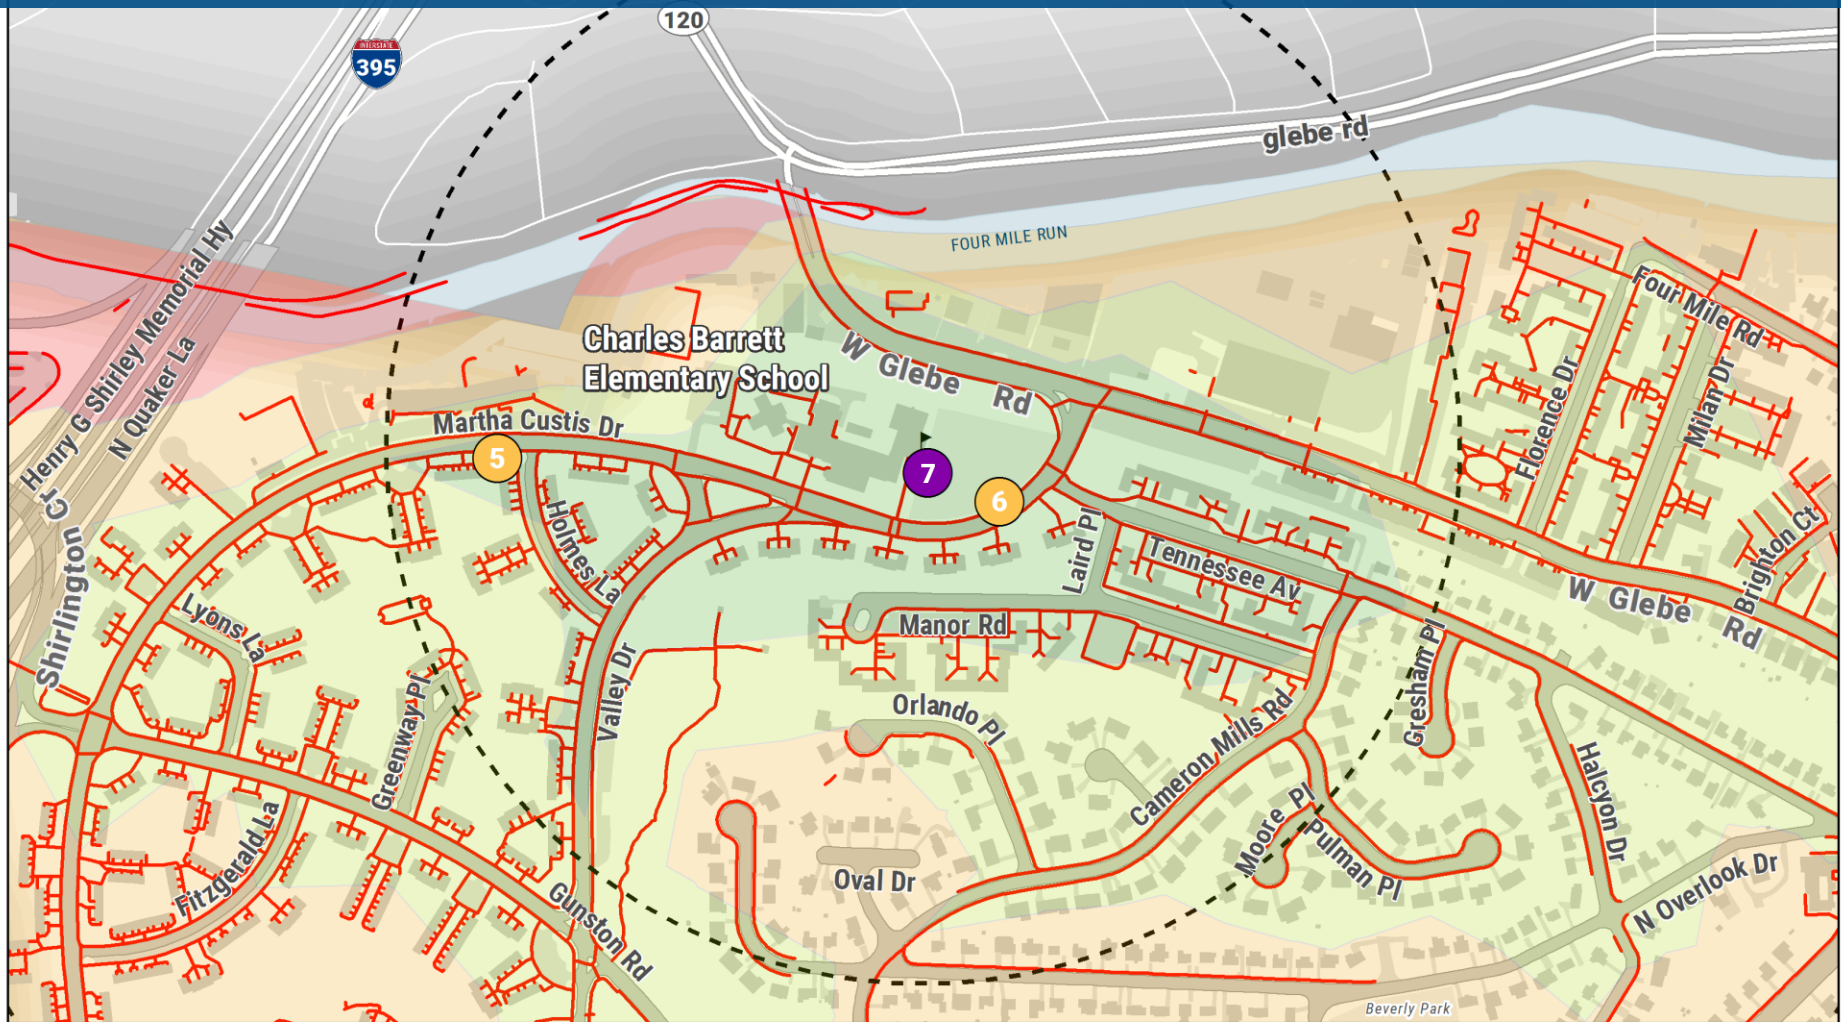 120
INTERSTATE
395
glebe rd
FOUR MILE RUN
Henry G Shirley Memorial Hy
N Quaker La
Four Mile Rd
Charles Barrett
Elementary School
W Glebe Rd
Martha Custis Dr
5
7
6
Florence Dr
Milan Dr
Shirlington Cr
Holmes La
Laird Pl
Tennessee Av
Brighton Ct
W Glebe Rd
Lyons La
Manor Rd
Gresham Pl
Greenway Pl
Valley Dr
Orlando Pl
Cameron Mills Rd
Halcyon Dr
Moore Pl
Pulman Pl
Fitzgerald La
Oval Dr
Gunston Rd
N Overlook Dr
Beverly Park